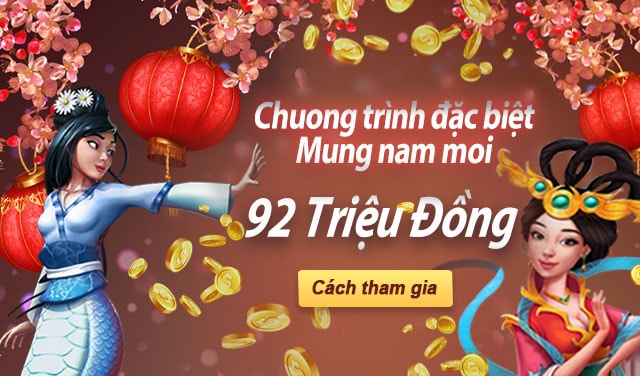 Chuong trình đặc biệt
Mung nam moi
92 Triệu Đồng
Cách tham gia